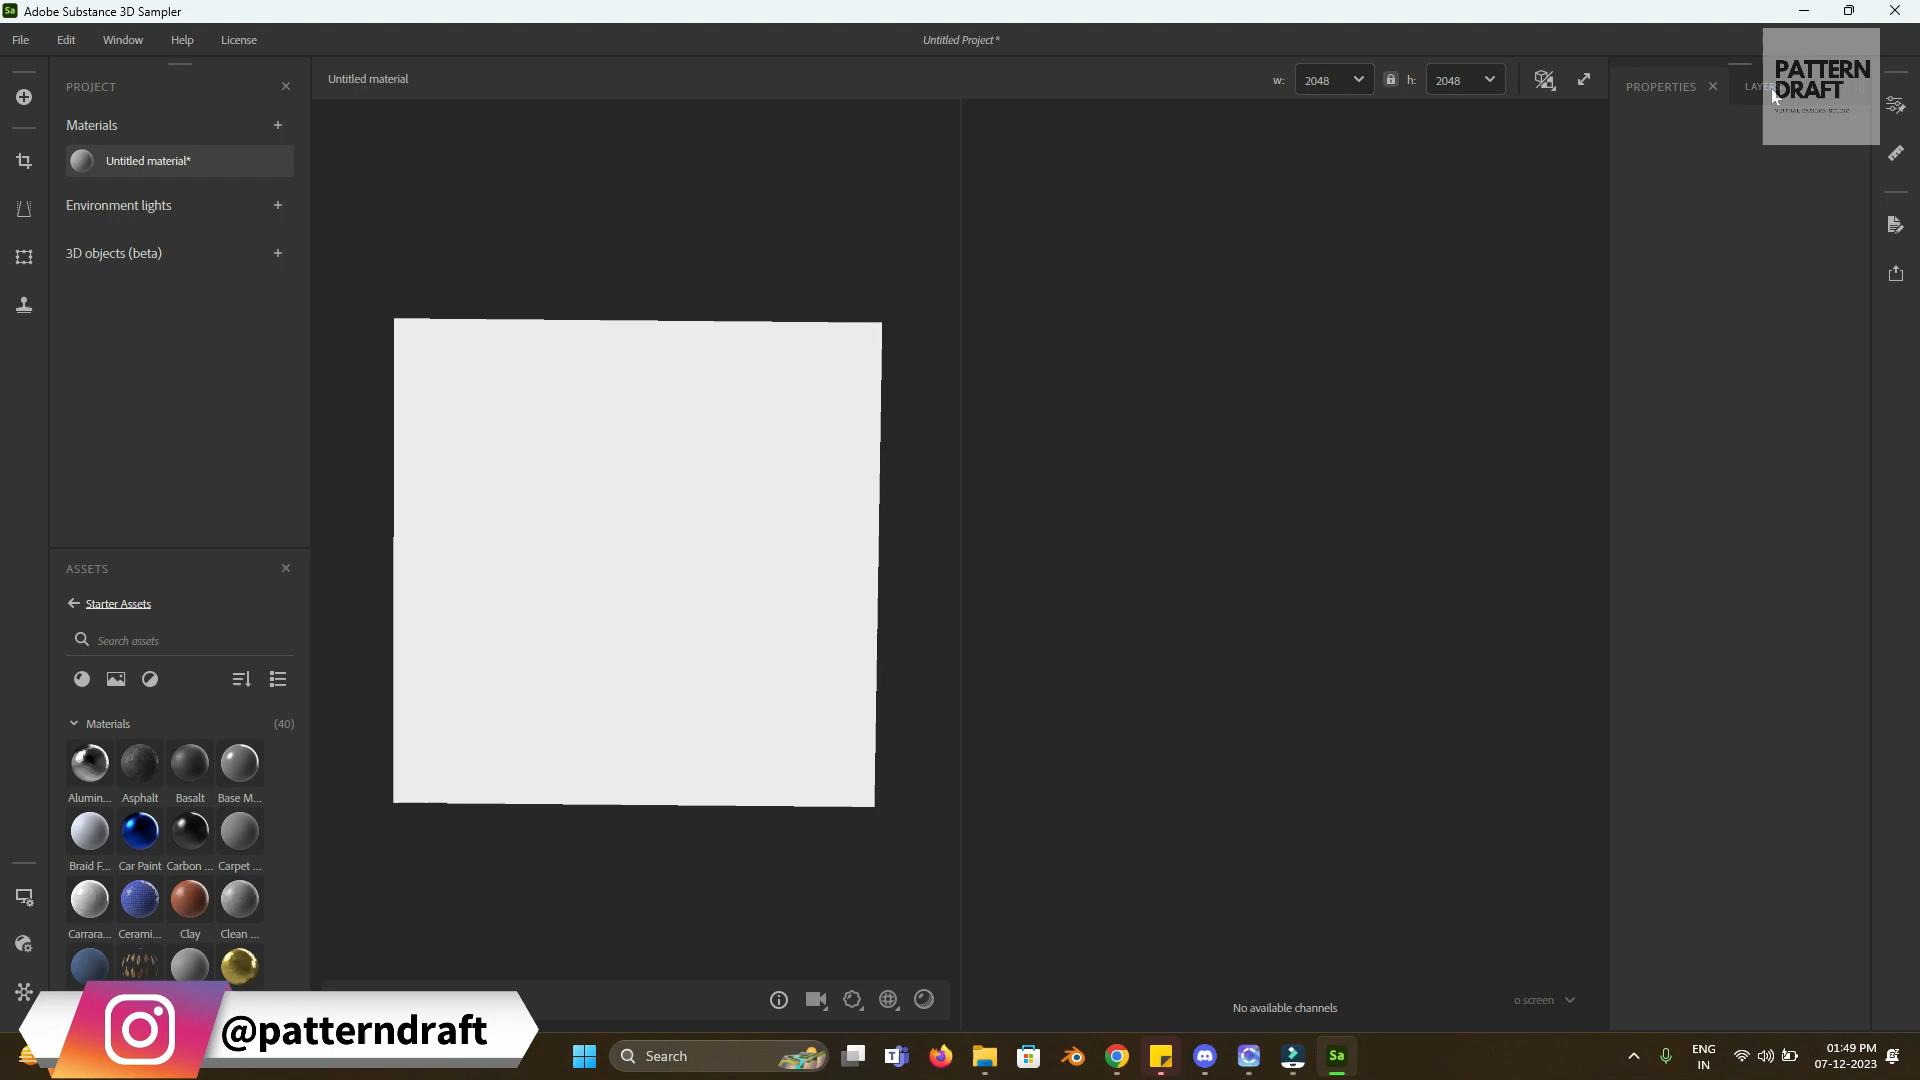 Adobe Substance 3D Sampler
File Edit Window Help License
Untitled Project*
PROJECT
Untitled material
w: 2048 h: 2048
PROPERTIES
PATTERN
DRAFT
Materials
Untitled material*
Environment lights
3D objects (beta)
ASSETS
Starter Assets
Search assets
Materials (40)
Alumin... Asphalt Basalt Base M...
Braid F... Car Paint Carbon ... Carpet ...
Carrara... Cerami... Clay Clean ...
No available channels
o screen
@patterndraft
Search
Sa
ENG
IN
01:49 PM
07-12-2023